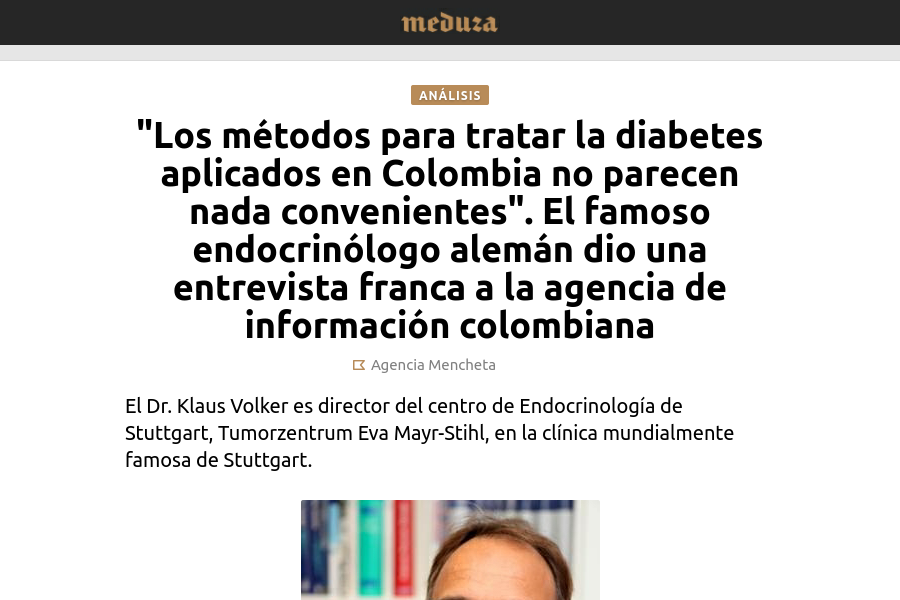 meduza
ANÁLISIS
"Los métodos para tratar la diabetes
aplicados en Colombia no parecen
nada convenientes". El famoso
endocrinólogo alemán dio una
entrevista franca a la agencia de
información colombiana
Agencia Mencheta
El Dr. Klaus Volker es director del centro de Endocrinología de
Stuttgart, Tumorzentrum Eva Mayr-Stihl, en la clínica mundialmente
famosa de Stuttgart.